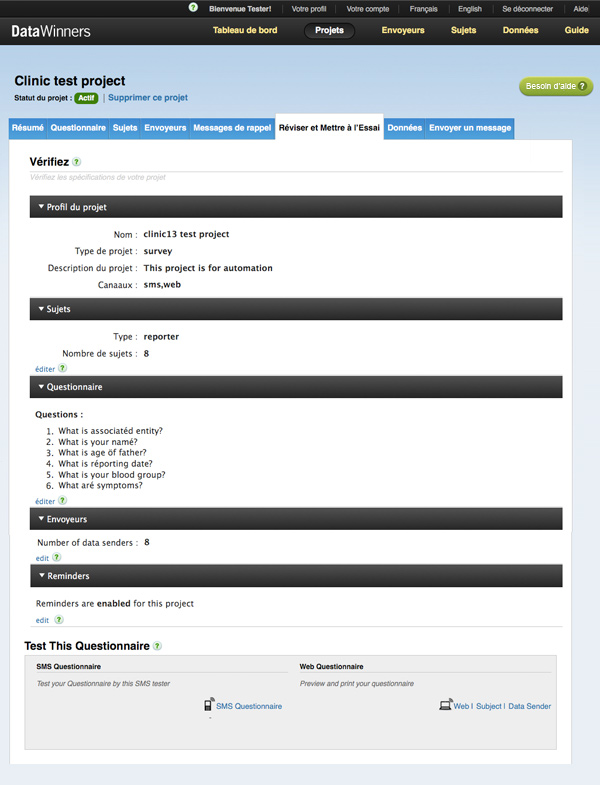 ? Bienvenue Tester! | Votre profil | Votre compte | Français | English | Se déconnecter | Aide
DataWinners Tableau de bord Projets Envoyeurs Sujets Données Guide
Clinic test project
Statut du projet : Actif | Supprimer ce projet
Besoin d'aide ?
Résumé Questionnaire Sujets Envoyeurs Messages de rappel Réviser et Mettre à l'Essai Données Envoyer un message
Vérifiez ?
Vérifiez les spécifications de votre projet
Profil du projet
Nom : clinic13 test project
Type de projet : survey
Description du projet : This project is for automation
Canaaux : sms,web
Sujets
Type : reporter
Nombre de sujets : 8
éditer ?
Questionnaire
Questions :
1. What is associatéd entity?
2. What is your namé?
3. What is age öf father?
4. What is réporting date?
5. What is your blood group?
6. What aré symptoms?
éditer ?
Envoyeurs
Number of data senders : 8
edit ?
Reminders
Reminders are enabled for this project
edit ?
Test This Questionnaire ?
SMS Questionnaire Web Questionnaire
Test your Questionnaire by this SMS tester Preview and print your questionnaire
SMS Questionnaire Web | Subject | Data Sender